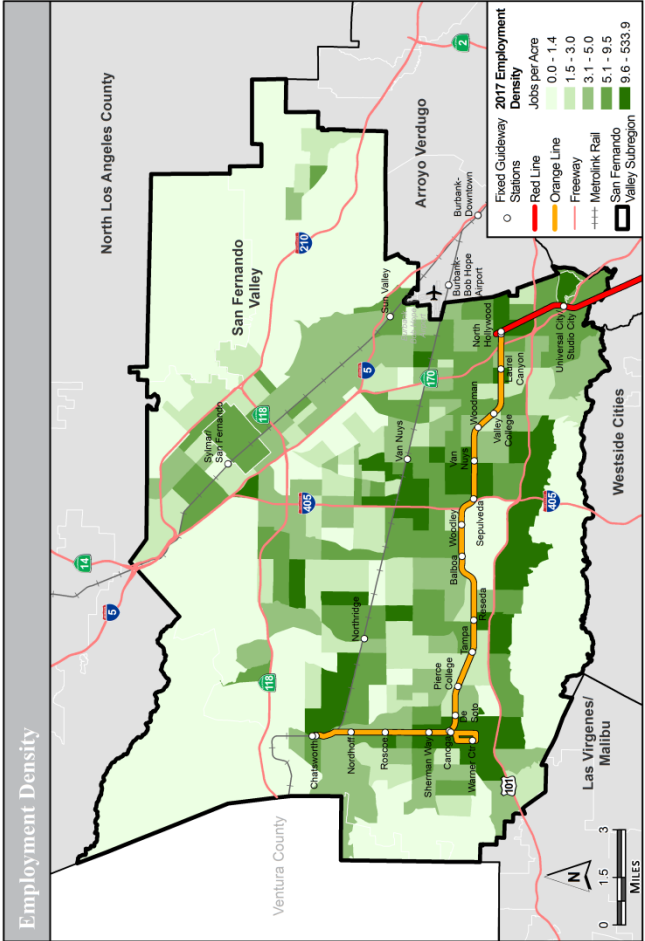 Employment Density
North Los Angeles County
14
5
2
210
San Fernando
Valley
Arroyo Verdugo
Sylmar/
San Fernando
118
118
Sun Valley
Burbank-
Downtown
Burbank-
Bob Hope
Airport
5
170
405
Ventura County
Chatsworth
Northridge
Van Nuys
Nordhoff
Roscoe
Sherman Way
Canoga
Warner Ctr
De
Soto
Pierce
College
Tampa
Reseda
Balboa
Woodley
Sepulveda
Van
Nuys
Woodman
Valley
College
Laurel
Canyon
North
Hollywood
Universal City/
Studio City
101
405
Las Virgenes/
Malibu
Westside Cities
N
0 1.5 3
MILES
Fixed Guideway
Stations
Red Line
Orange Line
Freeway
Metrolink Rail
San Fernando
Valley Subregion
2017 Employment
Density
Jobs per Acre
0.0 - 1.4
1.5 - 3.0
3.1 - 5.0
5.1 - 9.5
9.6 - 533.9